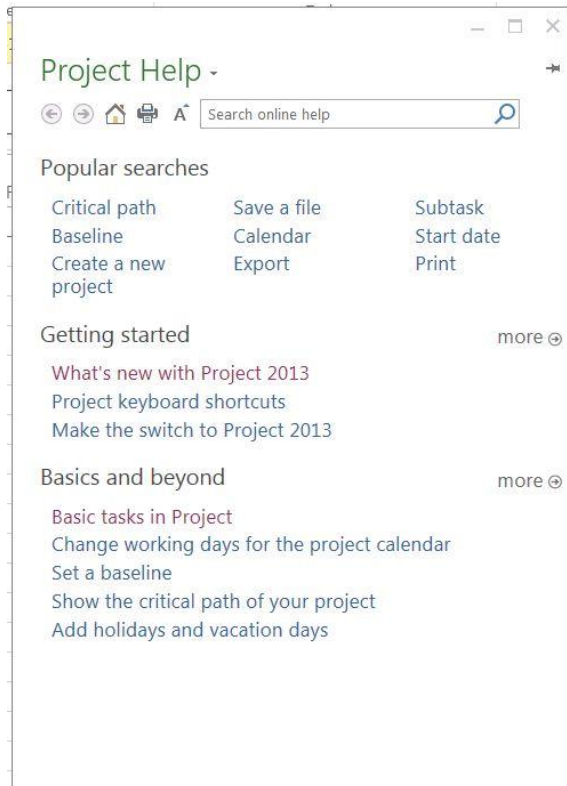 Project Help
A
Search online help
Popular searches
Critical path Save a file Subtask
Baseline Calendar Start date
Create a new Export Print
project
Getting started more
What's new with Project 2013
Project keyboard shortcuts
Make the switch to Project 2013
Basics and beyond more
Basic tasks in Project
Change working days for the project calendar
Set a baseline
Show the critical path of your project
Add holidays and vacation days